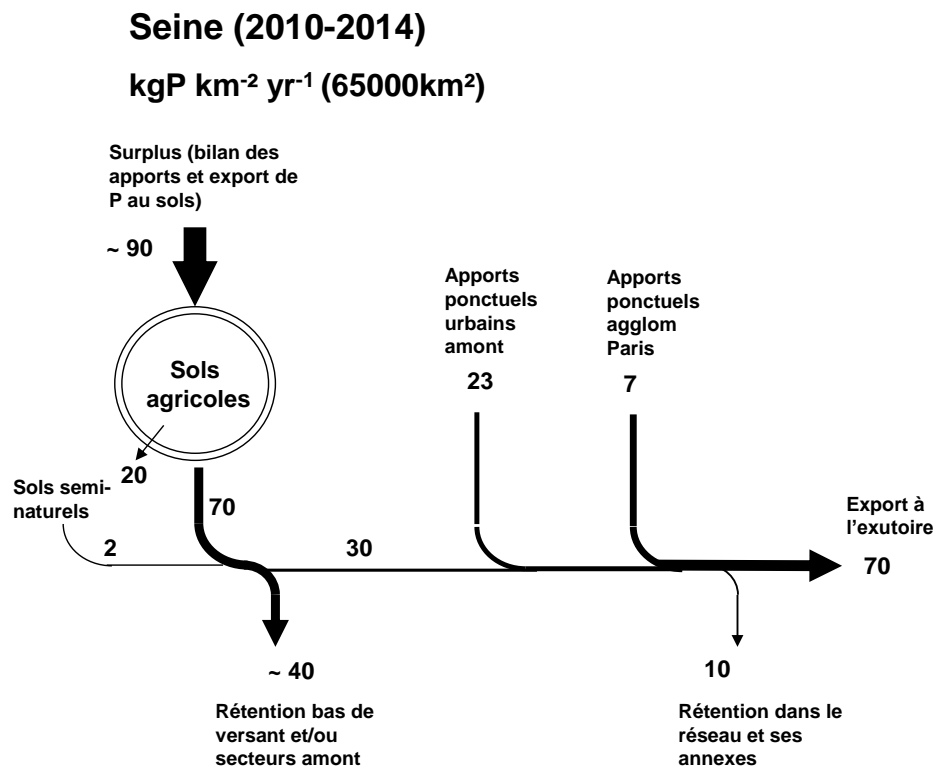 Seine (2010-2014)
kgP km⁻² yr⁻¹ (65000km²)
Surplus (bilan des
apports et export de
P au sols)
~ 90
Sols
agricoles
20
Sols semi-
naturels
2
70
30
~ 40
Rétention bas de
versant et/ou
secteurs amont
Apports
ponctuels
urbains
amont
23
Apports
ponctuels
agglom
Paris
7
Export à
l'exutoire
70
10
Rétention dans le
réseau et ses
annexes